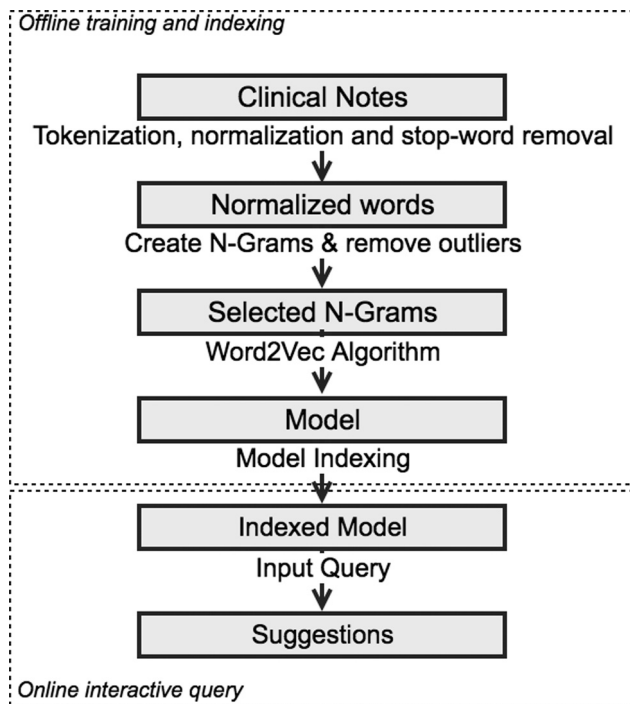 Offline training and indexing
Clinical Notes
Tokenization, normalization and stop-word removal
Normalized words
Create N-Grams & remove outliers
Selected N-Grams
Word2Vec Algorithm
Model
Model Indexing
Indexed Model
Input Query
Suggestions
Online interactive query